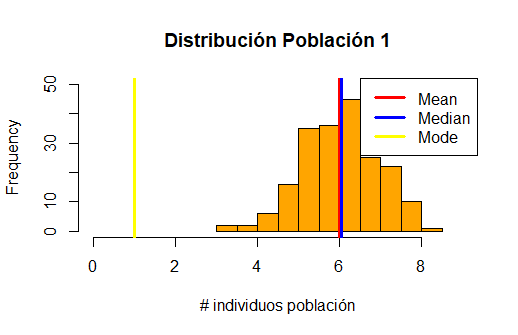 Distribución Población 1
Frequency
50
30
10
0
Mean
Median
Mode
0 2 4 6 8
# individuos población